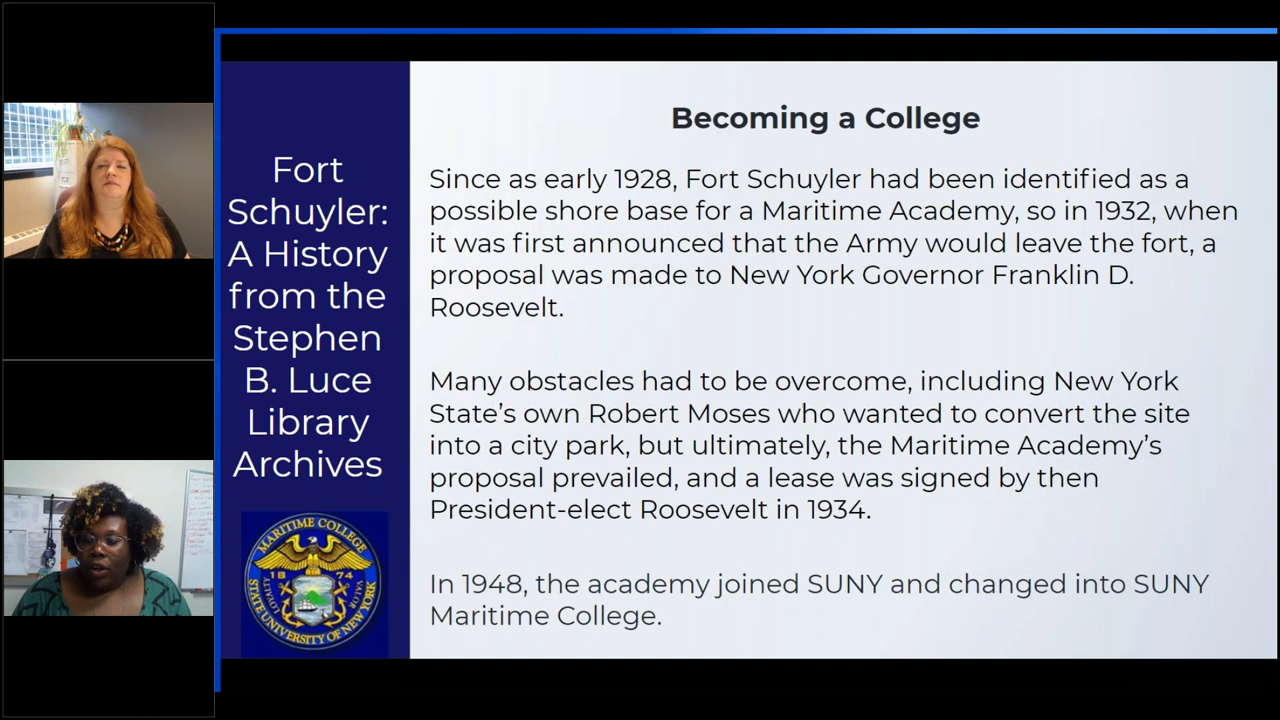 Fort
Schuyler:
A History
from the
Stephen
B. Luce
Library
Archives
MARITIME COLLEGE
18 74
LOYALTY
VALOR
STATE UNIVERSITY OF NEW YORK
Becoming a College
Since as early 1928, Fort Schuyler had been identified as a
possible shore base for a Maritime Academy, so in 1932, when
it was first announced that the Army would leave the fort, a
proposal was made to New York Governor Franklin D.
Roosevelt.
Many obstacles had to be overcome, including New York
State’s own Robert Moses who wanted to convert the site
into a city park, but ultimately, the Maritime Academy’s
proposal prevailed, and a lease was signed by then
President-elect Roosevelt in 1934.
In 1948, the academy joined SUNY and changed into SUNY
Maritime College.